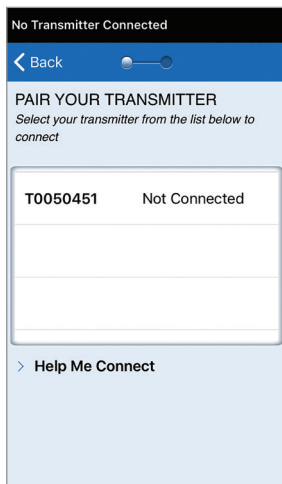 No Transmitter Connected
Back
PAIR YOUR TRANSMITTER
Select your transmitter from the list below to
connect
T0050451 Not Connected
Help Me Connect